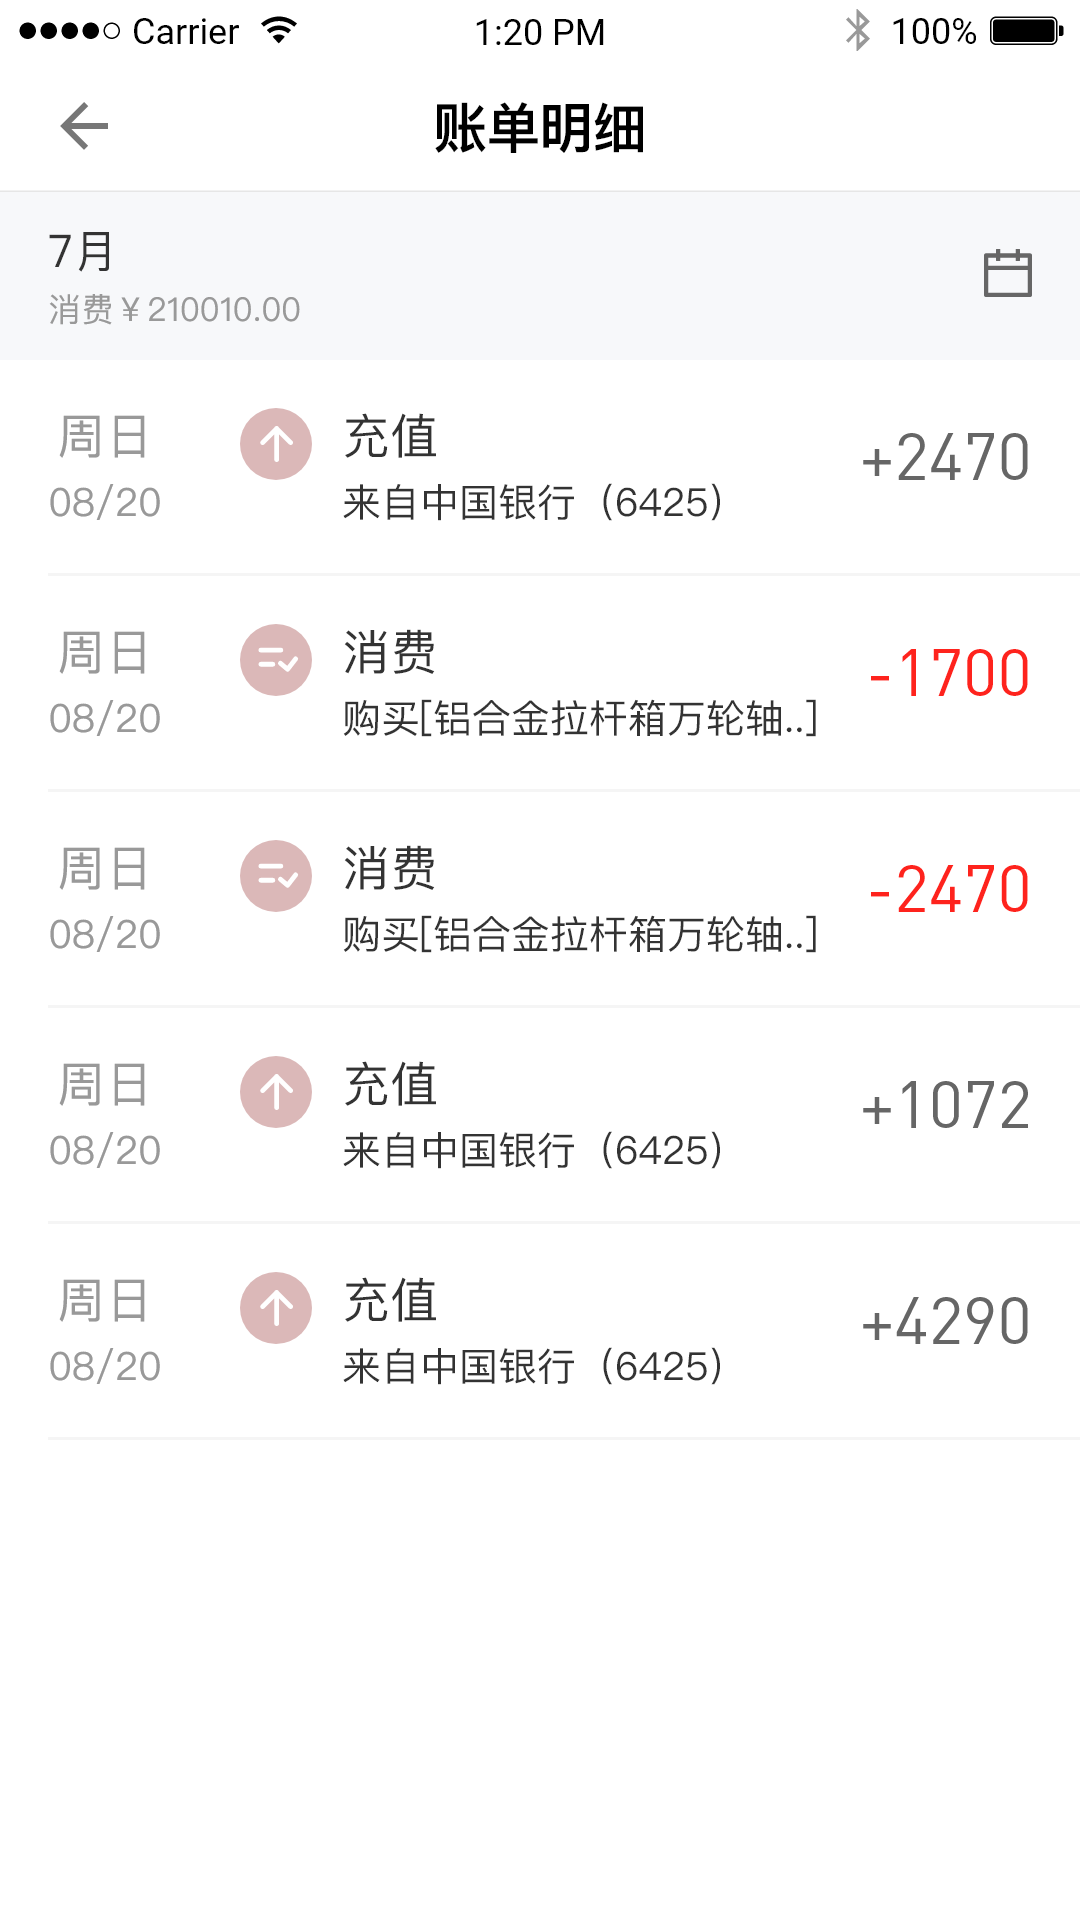 Carrier 1:20 PM 100%
账单明细
7月
消费 ¥ 210010.00
周日 充值 +2470
08/20 来自中国银行（6425）
周日 消费 -1700
08/20 购买[铝合金拉杆箱万轮轴..]
周日 消费 -2470
08/20 购买[铝合金拉杆箱万轮轴..]
周日 充值 +1072
08/20 来自中国银行（6425）
周日 充值 +4290
08/20 来自中国银行（6425）